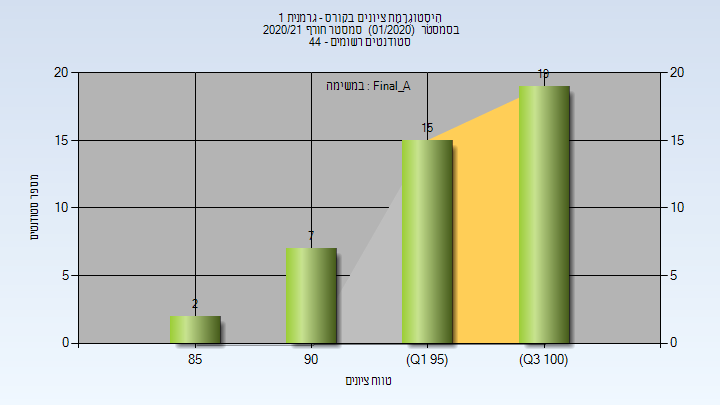 היסטוגרמת ציונים בקורס - גרמנית 1
בסמסטר (01/2020) סמסטר חורף 2020/21
סטודנטים רשומים - 44
במשימה : Final_A
מספר סטודנטים
20
15
10
5
0
20
15
10
5
0
2
7
15
19
85
90
(Q1 95)
(Q3 100)
טווח ציונים